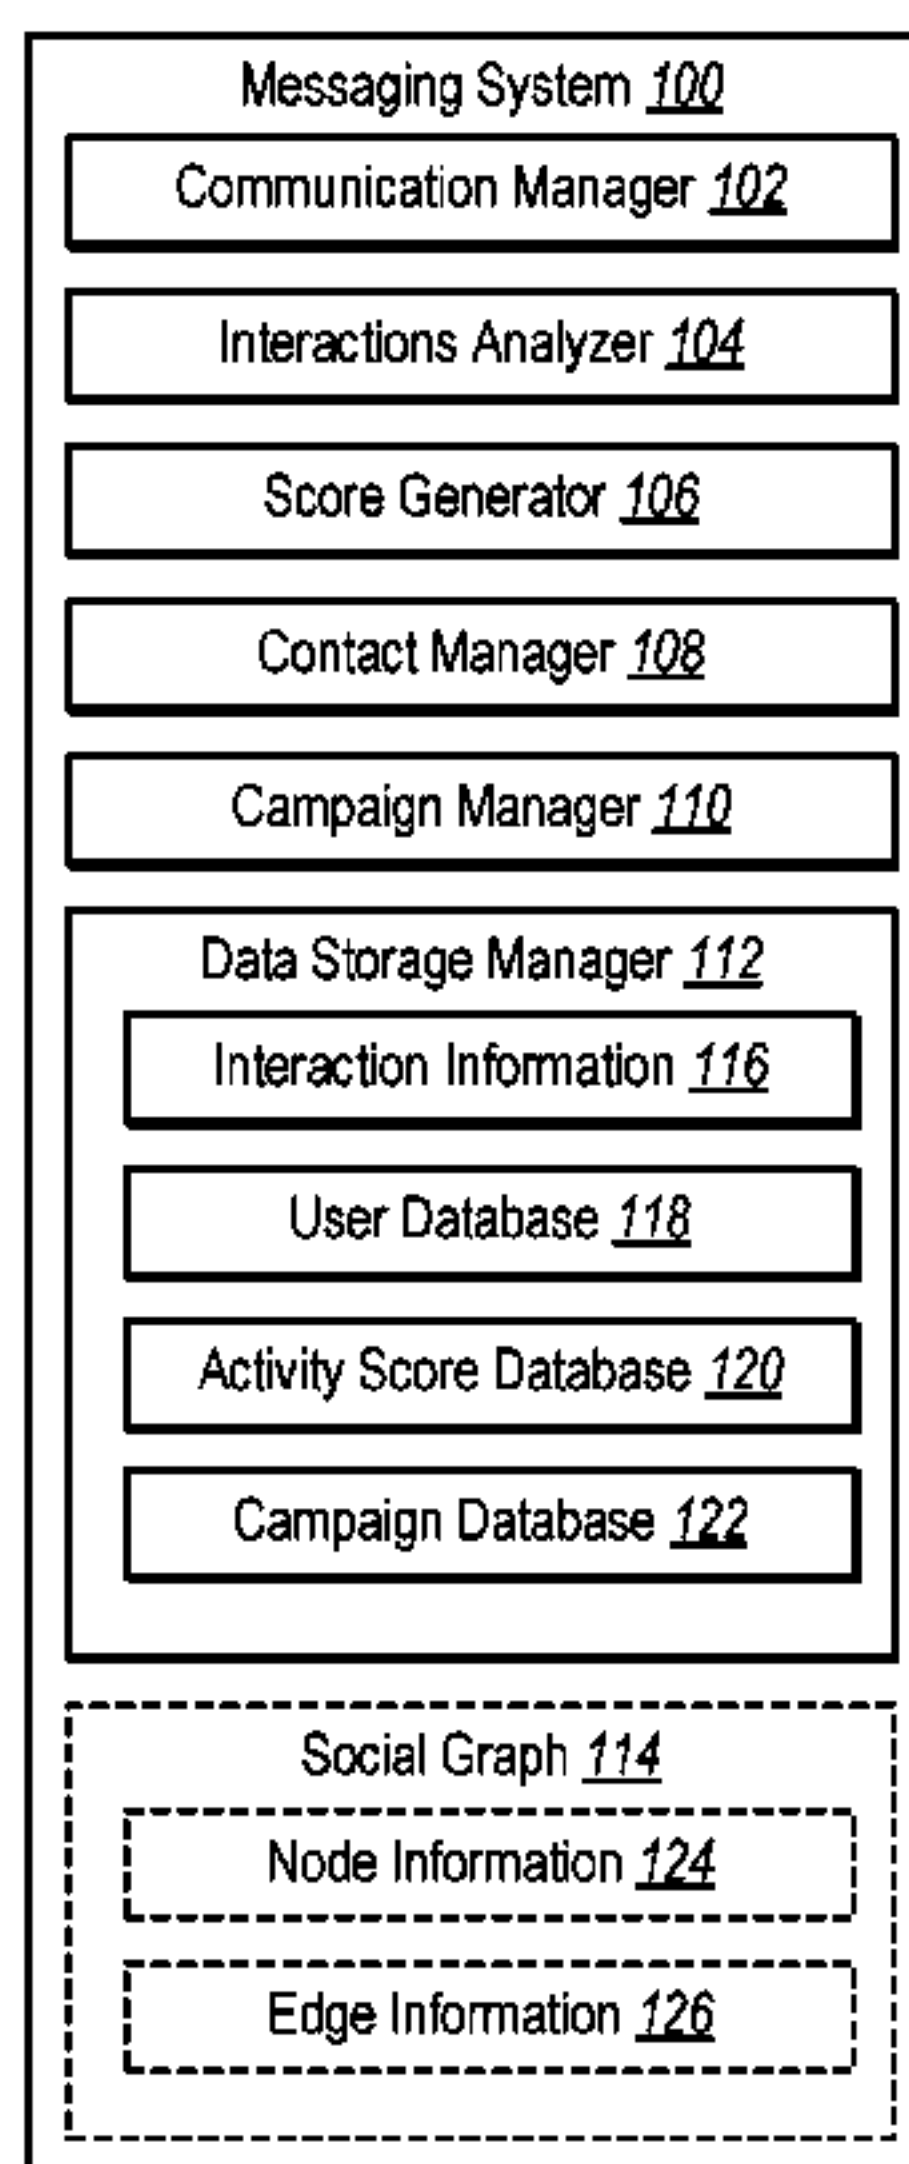 Messaging System 100
Communication Manager 102
Interactions Analyzer 104
Score Generator 106
Contact Manager 108
Campaign Manager 110
Data Storage Manager 112
Interaction Information 116
User Database 118
Activity Score Database 120
Campaign Database 122
Social Graph 114
Node Information 124
Edge Information 126